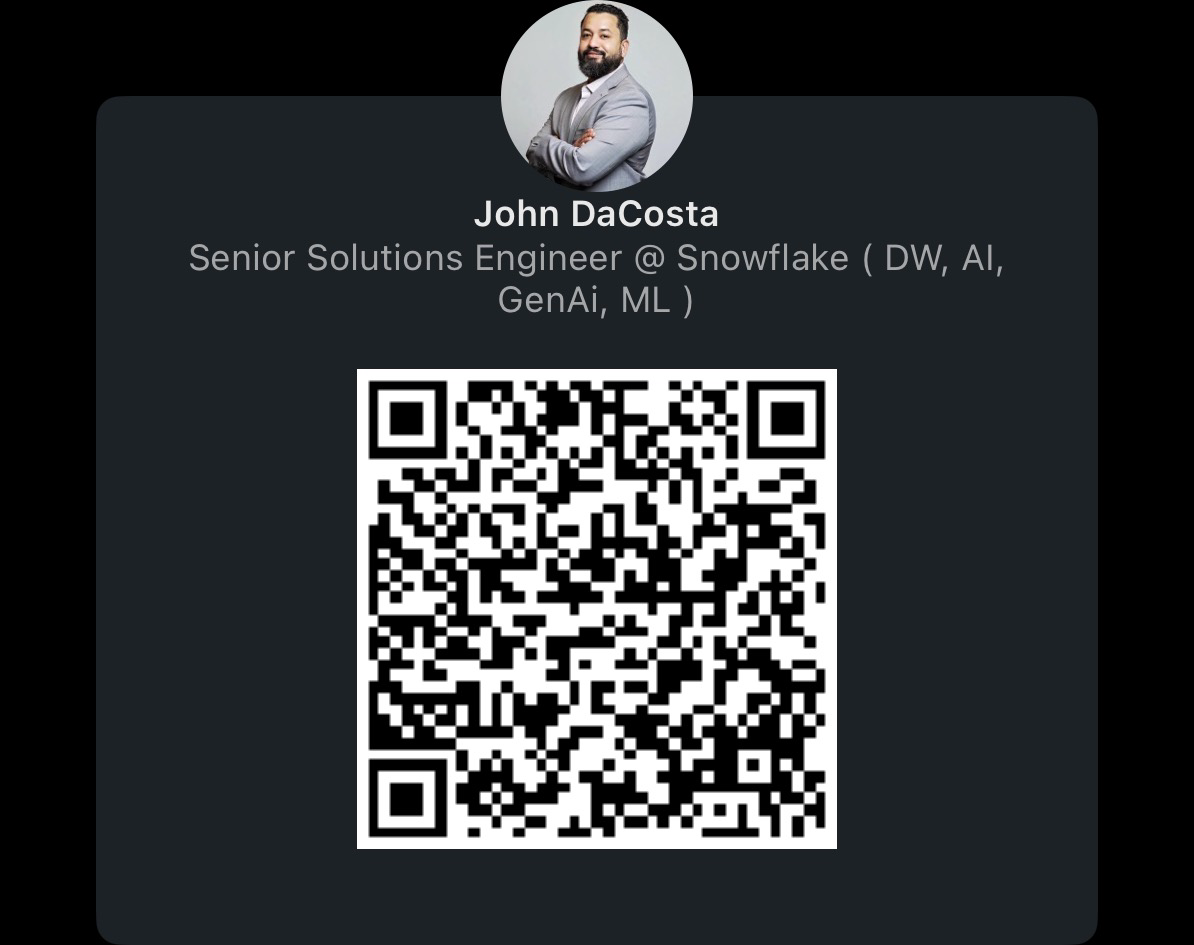 John DaCosta
Senior Solutions Engineer @ Snowflake ( DW, AI,
GenAi, ML )